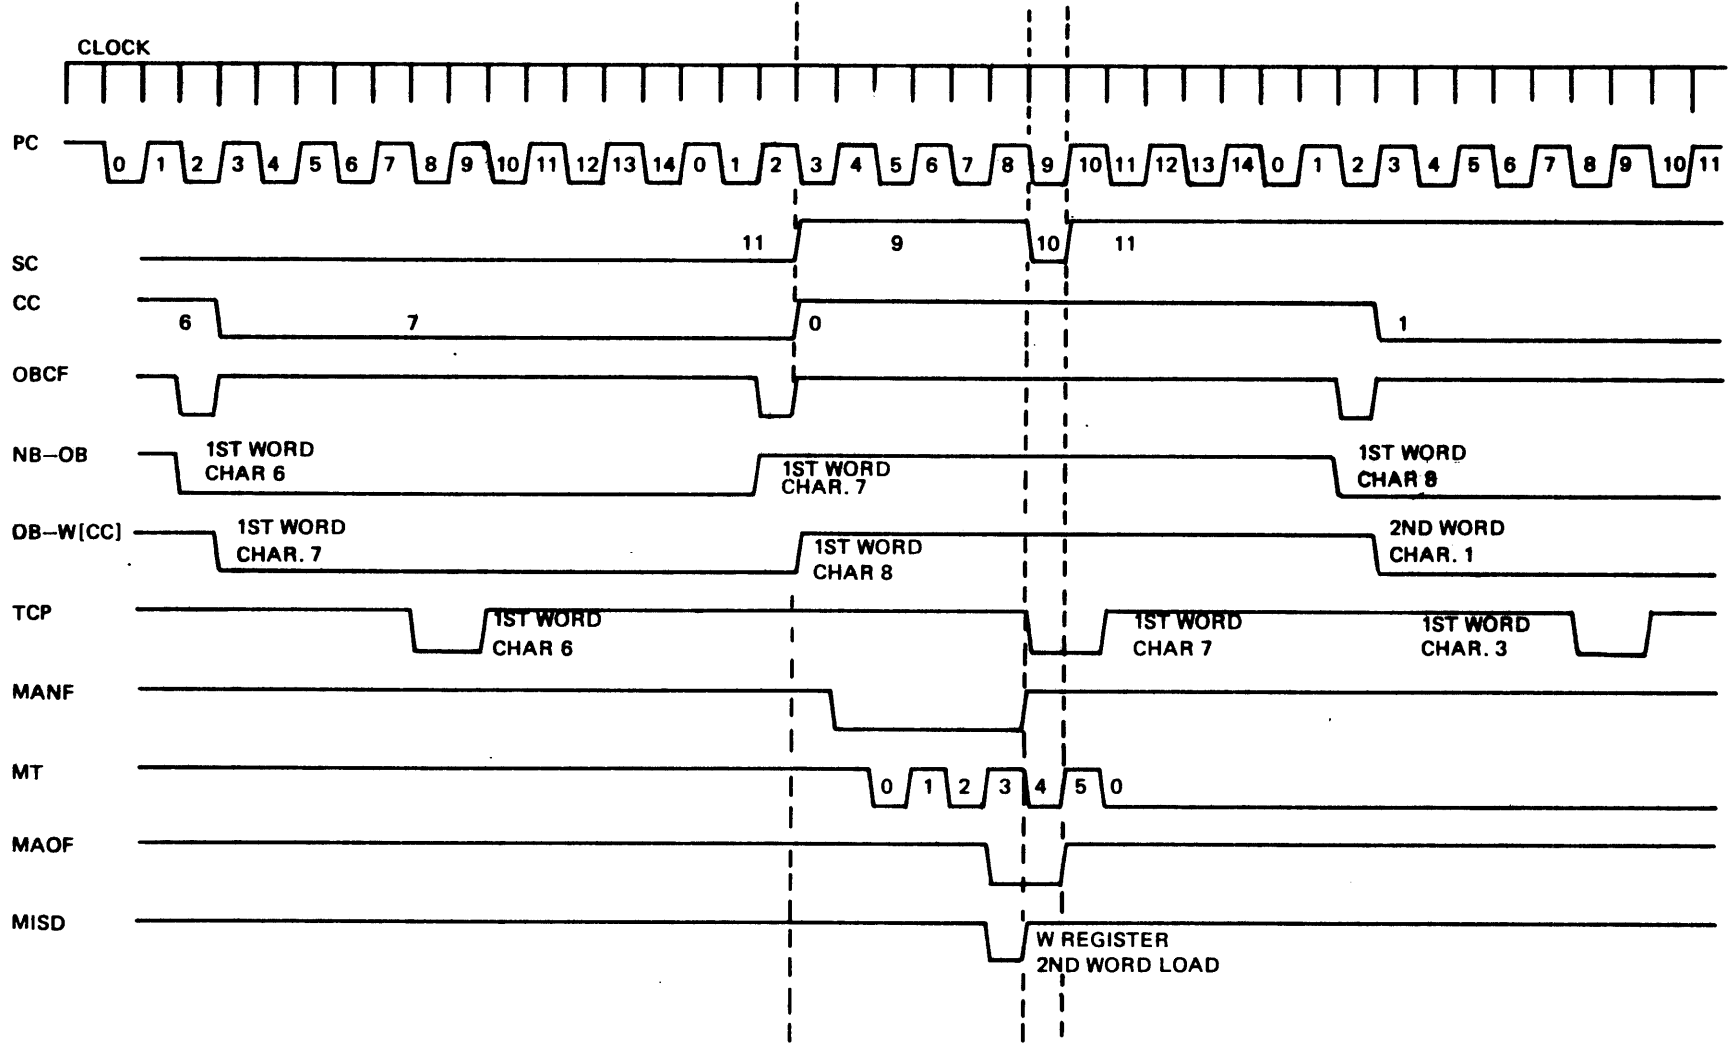 CLOCK
PC 0 1 2 3 4 5 6 7 8 9 10 11 12 13 14 0 1 2 3 4 5 6 7 8 9 10 11 12 13 14 0 1 2 3 4 5 6 7 8 9 10 11
SC 11 9 10 11
CC 6 7 0 1
OBCF
NB–OB 1ST WORD 1ST WORD 1ST WORD
CHAR 6 CHAR. 7 CHAR 8
OB–W[CC] 1ST WORD 1ST WORD 2ND WORD
CHAR. 7 CHAR 8 CHAR. 1
TCP 1ST WORD 1ST WORD 1ST WORD
CHAR 6 CHAR 7 CHAR. 3
MANF
MT 0 1 2 3 4 5 0
MAOF
MISD
W REGISTER
2ND WORD LOAD